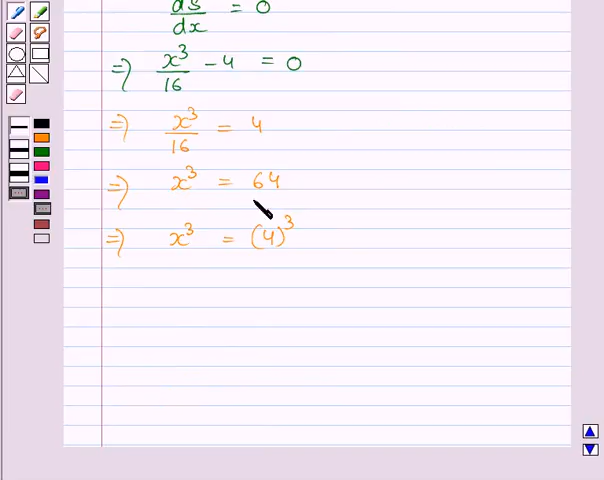 dS/dx = 0
⇒ x³/16 - 4 = 0
⇒ x³/16 = 4
⇒ x³ = 64
⇒ x³ = (4)³